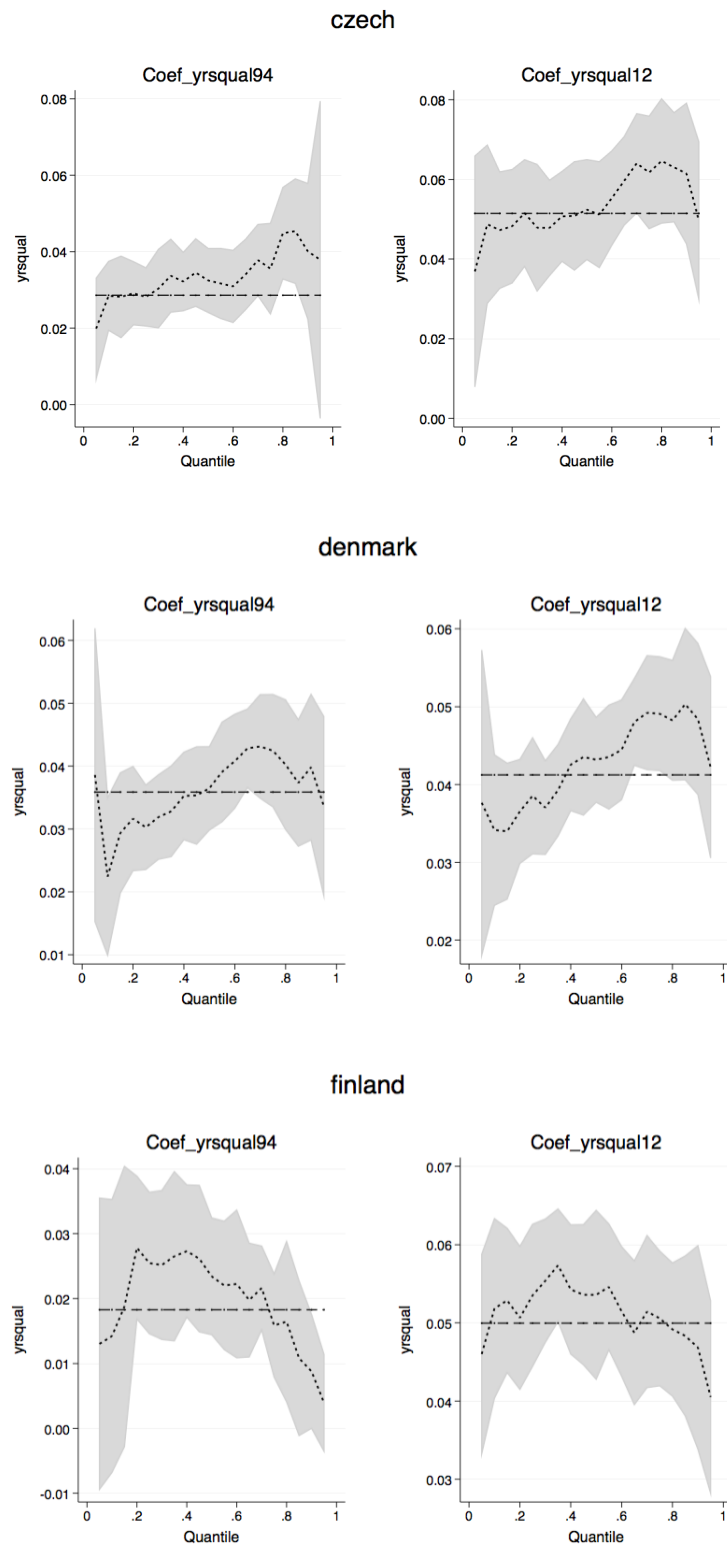 czech
Coef_yrsqual94 Coef_yrsqual12
0.08 0.08
0.06 0.06
yrsqual yrsqual
0.04 0.04
0.02 0.02
0.00 0.00
0 .2 .4 .6 .8 1 0 .2 .4 .6 .8 1
Quantile Quantile
denmark
Coef_yrsqual94 Coef_yrsqual12
0.06 0.06
0.05 0.05
0.04 0.04
yrsqual yrsqual
0.03 0.03
0.02 0.02
0.01
0 .2 .4 .6 .8 1 0 .2 .4 .6 .8 1
Quantile Quantile
finland
Coef_yrsqual94 Coef_yrsqual12
0.04 0.07
0.03 0.06
0.02 0.05
yrsqual yrsqual
0.01 0.04
0.00 0.03
-0.01
0 .2 .4 .6 .8 1 0 .2 .4 .6 .8 1
Quantile Quantile